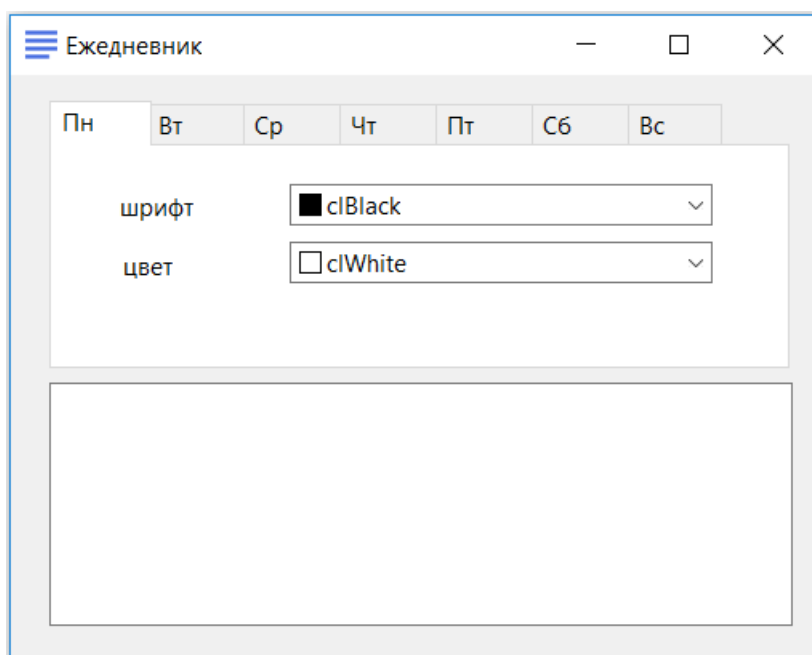 Ежедневник
Пн Вт Ср Чт Пт Сб Вс
шрифт clBlack
цвет clWhite